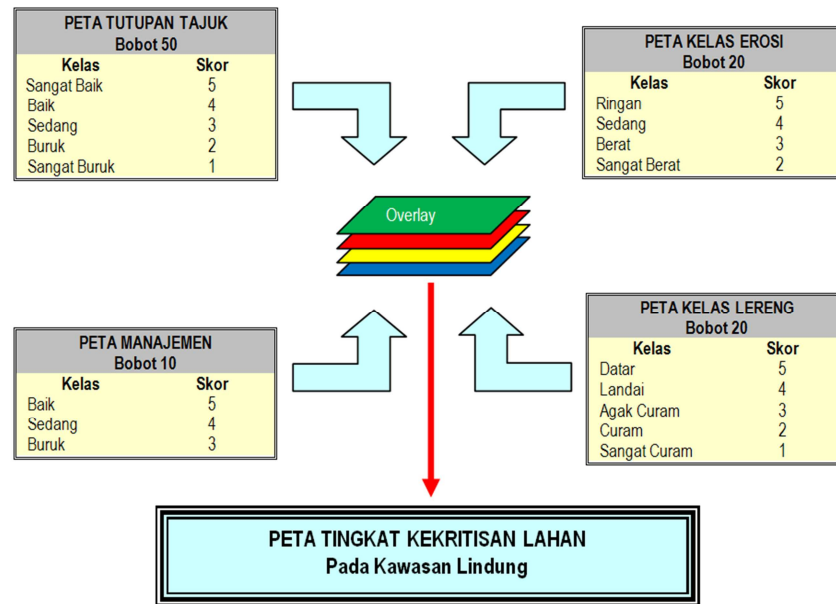 PETA TUTUPAN TAJUK
Bobot 50
Kelas Skor
Sangat Baik 5
Baik 4
Sedang 3
Buruk 2
Sangat Buruk 1
PETA KELAS EROSI
Bobot 20
Kelas Skor
Ringan 5
Sedang 4
Berat 3
Sangat Berat 2
Overlay
PETA MANAJEMEN
Bobot 10
Kelas Skor
Baik 5
Sedang 4
Buruk 3
PETA KELAS LERENG
Bobot 20
Kelas Skor
Datar 5
Landai 4
Agak Curam 3
Curam 2
Sangat Curam 1
PETA TINGKAT KEKRITISAN LAHAN
Pada Kawasan Lindung